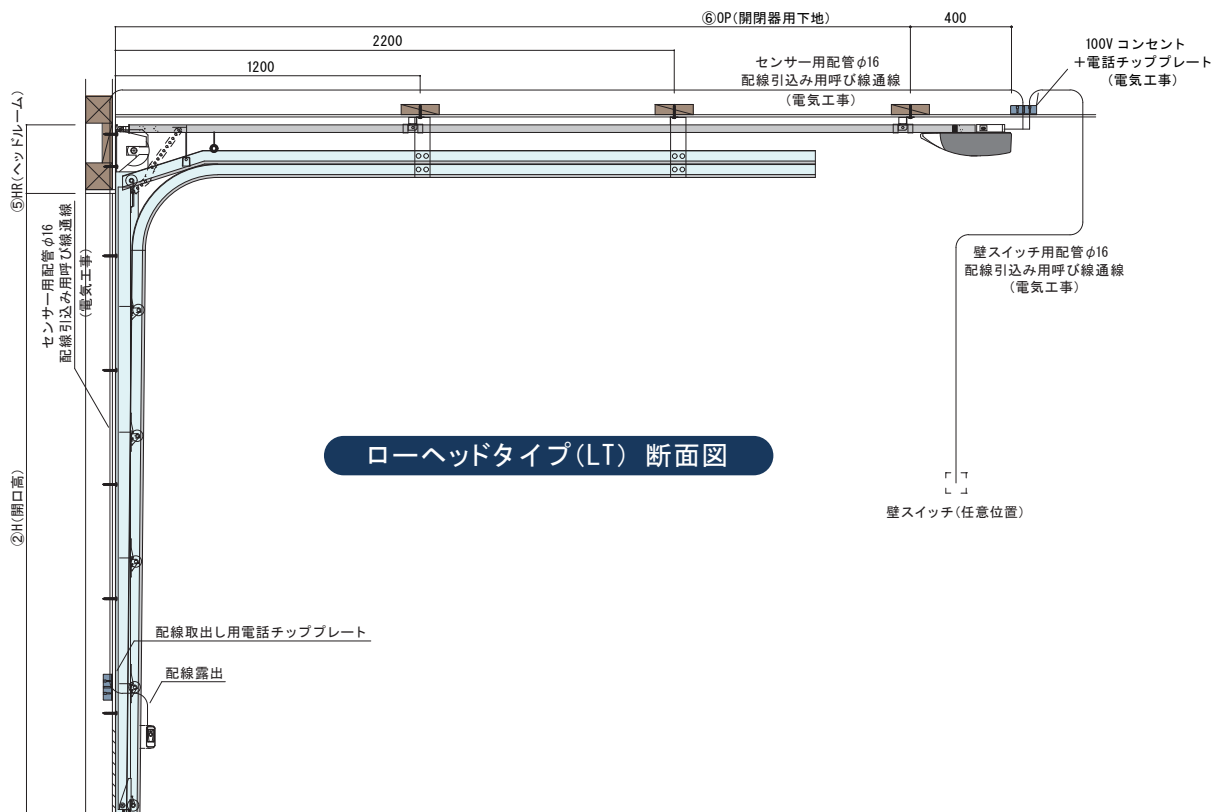 ⑥OP(開閉器用下地)
400
2200
1200
センサー用配管φ16
配線引込み用呼び線通線
(電気工事)
100V コンセント
＋電話チッププレート
(電気工事)
⑤HR(ヘッドルーム)
センサー用配管φ16
配線引込み用呼び線通線
(電気工事)
壁スイッチ用配管φ16
配線引込み用呼び線通線
(電気工事)
ローヘッドタイプ(LT) 断面図
②H(開口高)
壁スイッチ(任意位置)
配線取出し用電話チッププレート
配線露出